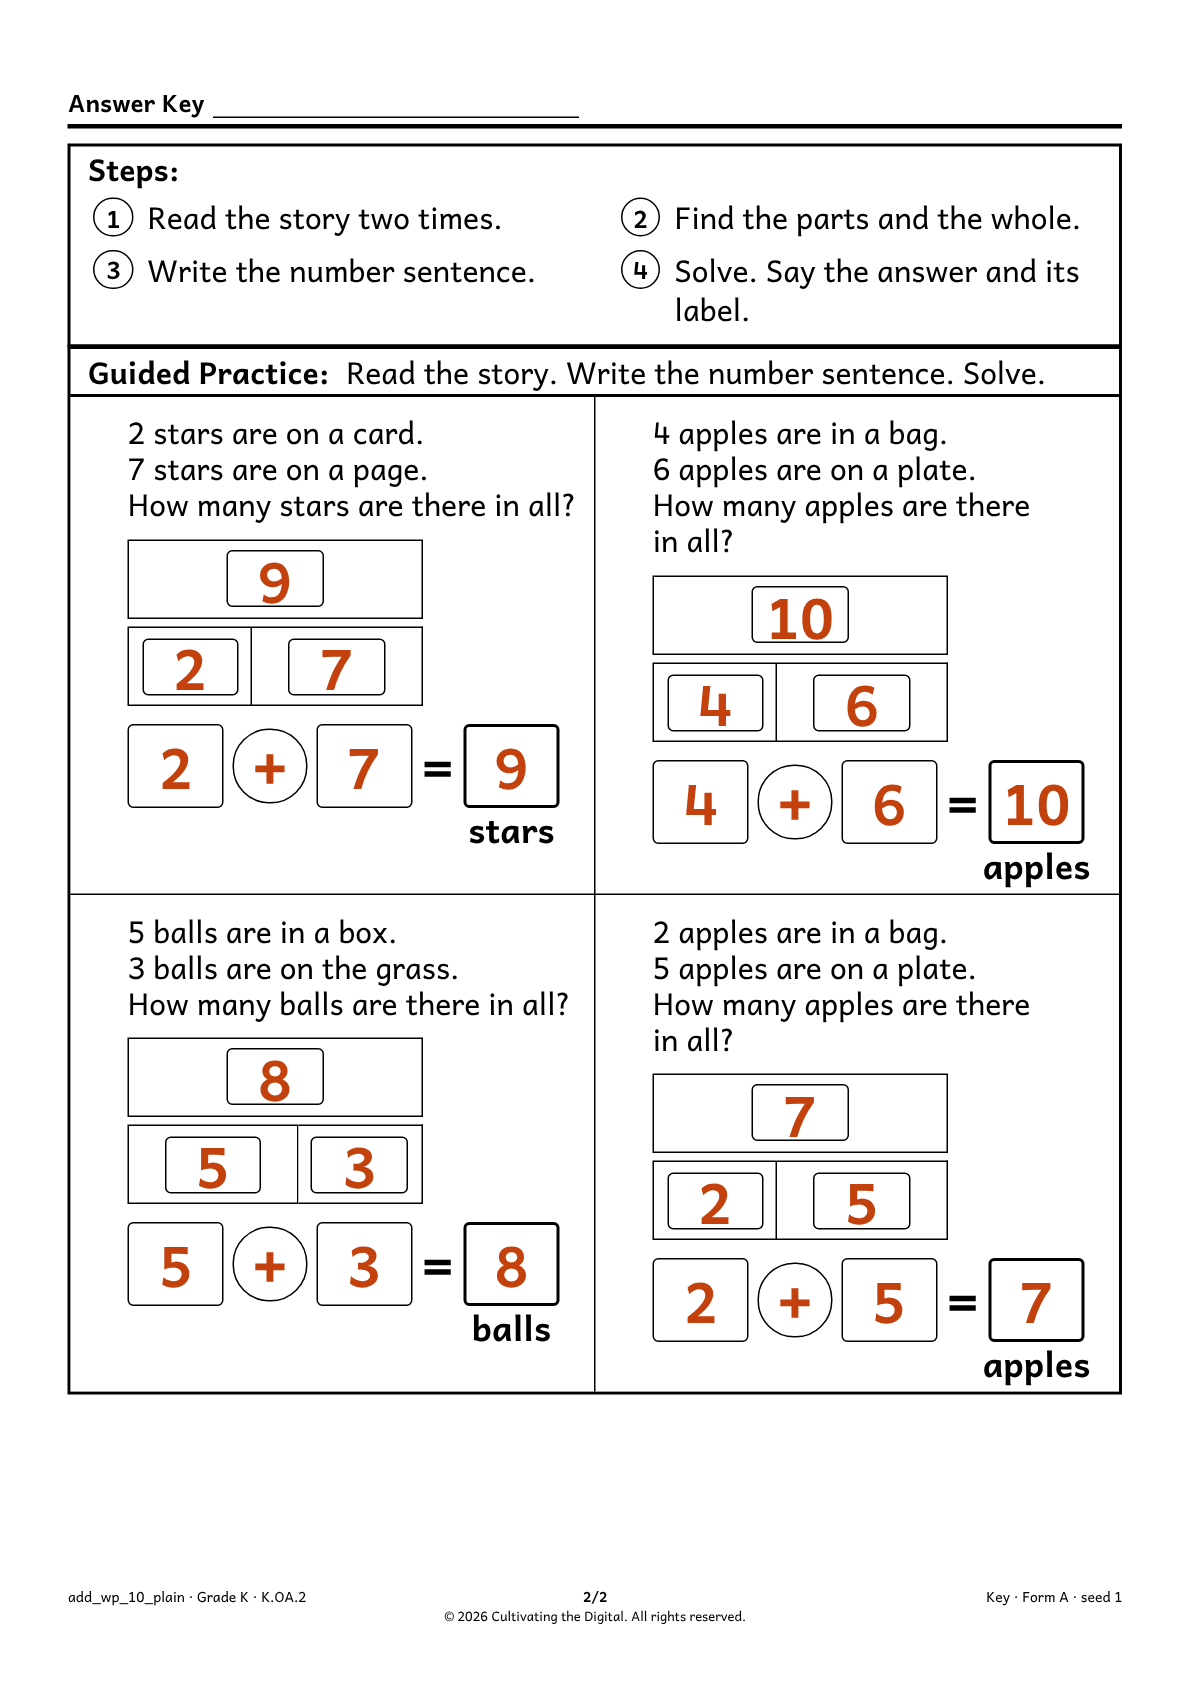 Answer Key
Steps:
1 Read the story two times.
2 Find the parts and the whole.
3 Write the number sentence.
4 Solve. Say the answer and its
label.
Guided Practice: Read the story. Write the number sentence. Solve.
2 stars are on a card.
7 stars are on a page.
How many stars are there in all?
9
2 7
2 + 7 = 9
stars
4 apples are in a bag.
6 apples are on a plate.
How many apples are there
in all?
10
4 6
4 + 6 = 10
apples
5 balls are in a box.
3 balls are on the grass.
How many balls are there in all?
8
5 3
5 + 3 = 8
balls
2 apples are in a bag.
5 apples are on a plate.
How many apples are there
in all?
7
2 5
2 + 5 = 7
apples
add_wp_10_plain · Grade K · K.OA.2
2/2
Key · Form A · seed 1
© 2026 Cultivating the Digital. All rights reserved.